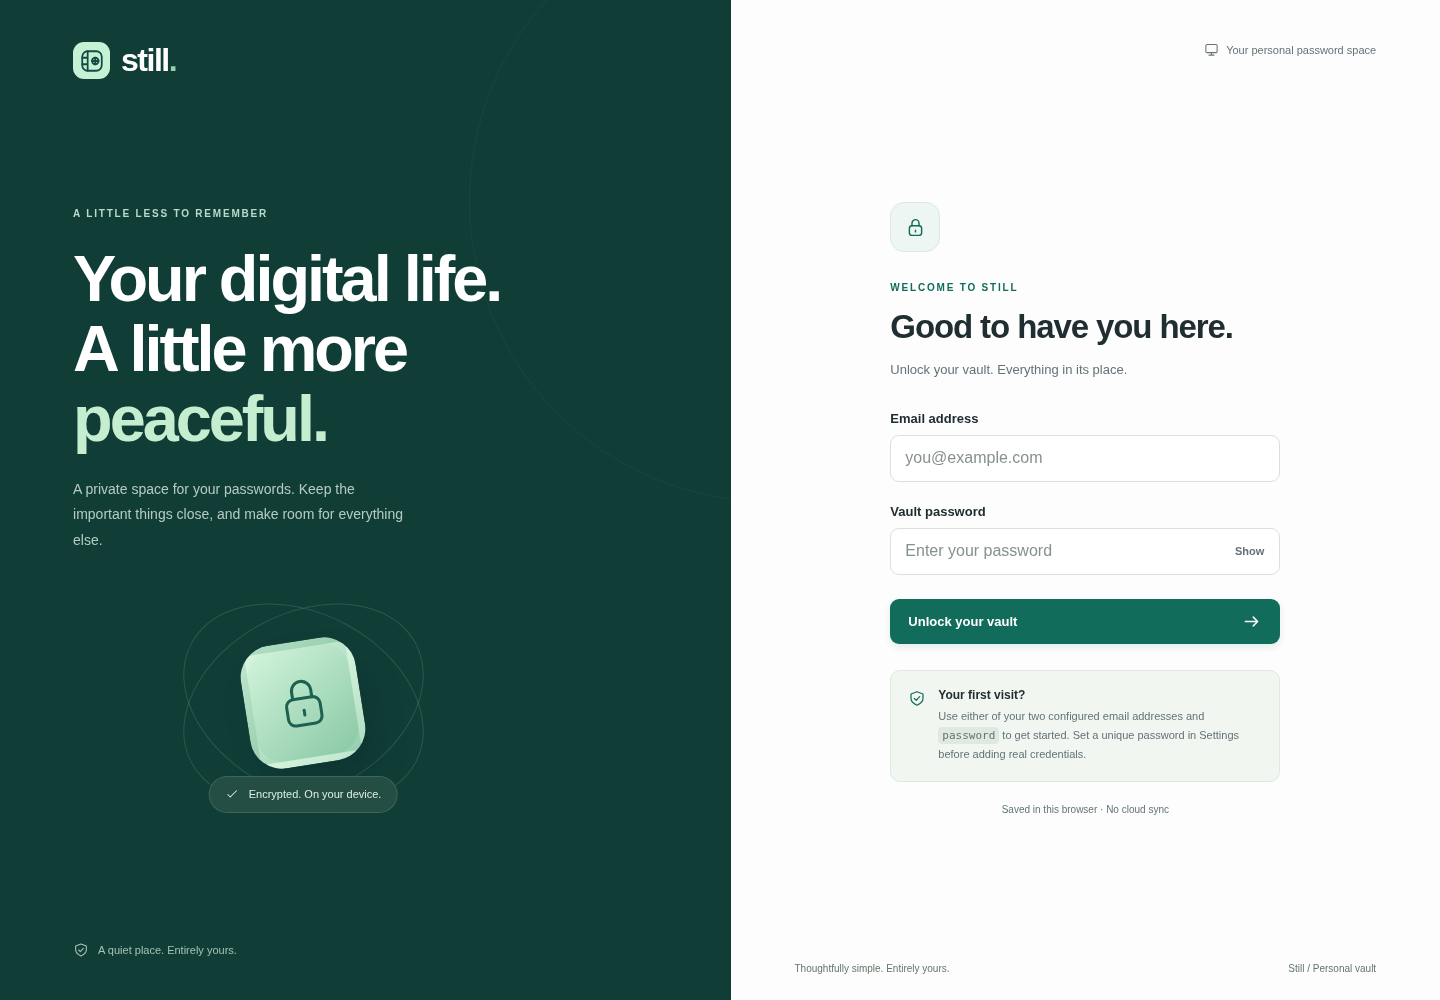 still.
A LITTLE LESS TO REMEMBER
Your digital life.
A little more
peaceful.
A private space for your passwords. Keep the
important things close, and make room for everything
else.
Encrypted. On your device.
A quiet place. Entirely yours.
Your personal password space
WELCOME TO STILL
Good to have you here.
Unlock your vault. Everything in its place.
Email address
you@example.com
Vault password
Enter your password
Show
Unlock your vault
Your first visit?
Use either of your two configured email addresses and
password to get started. Set a unique password in Settings
before adding real credentials.
Saved in this browser · No cloud sync
Thoughtfully simple. Entirely yours.
Still / Personal vault